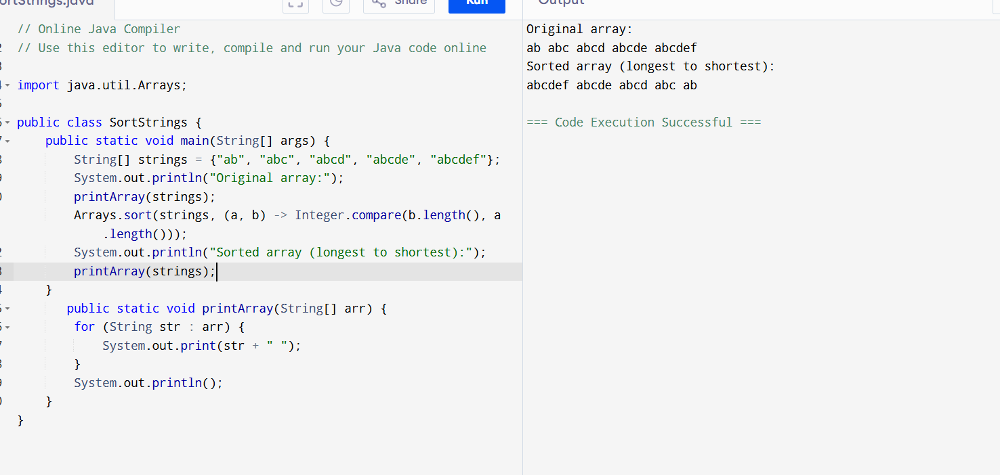 Share
Run
Output
// Online Java Compiler
// Use this editor to write, compile and run your Java code online
import java.util.Arrays;
public class SortStrings {
public static void main(String[] args) {
String[] strings = {"ab", "abc", "abcd", "abcde", "abcdef"};
System.out.println("Original array:");
printArray(strings);
Arrays.sort(strings, (a, b) -> Integer.compare(b.length(), a
.length()));
System.out.println("Sorted array (longest to shortest):");
printArray(strings);
}
public static void printArray(String[] arr) {
for (String str : arr) {
System.out.print(str + " ");
}
System.out.println();
}
}
Original array:
ab abc abcd abcde abcdef
Sorted array (longest to shortest):
abcdef abcde abcd abc ab
=== Code Execution Successful ===